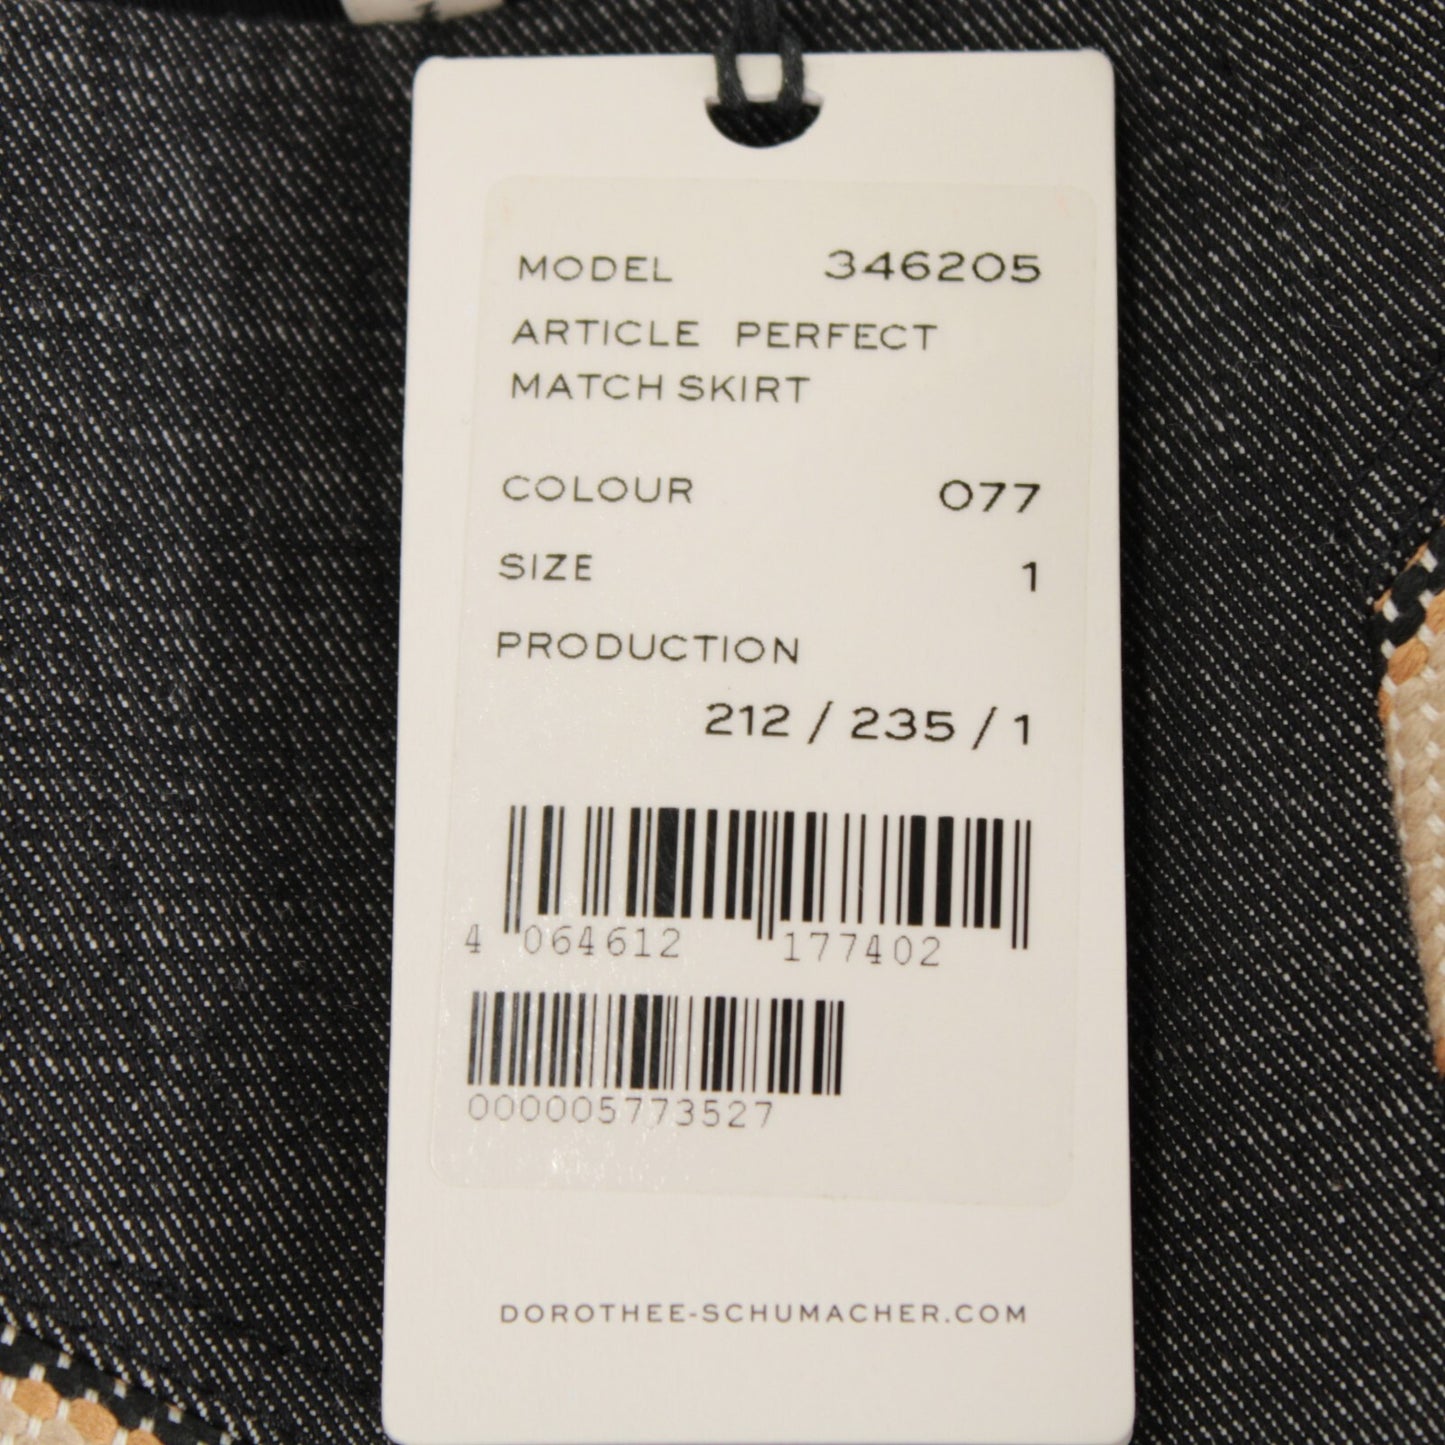 MODEL 346205
ARTICLE PERFECT
MATCH SKIRT
COLOUR 077
SIZE 1
PRODUCTION
212 / 235 / 1
4 064612 177402
000005773527
DOROTHEE-SCHUMACHER.COM